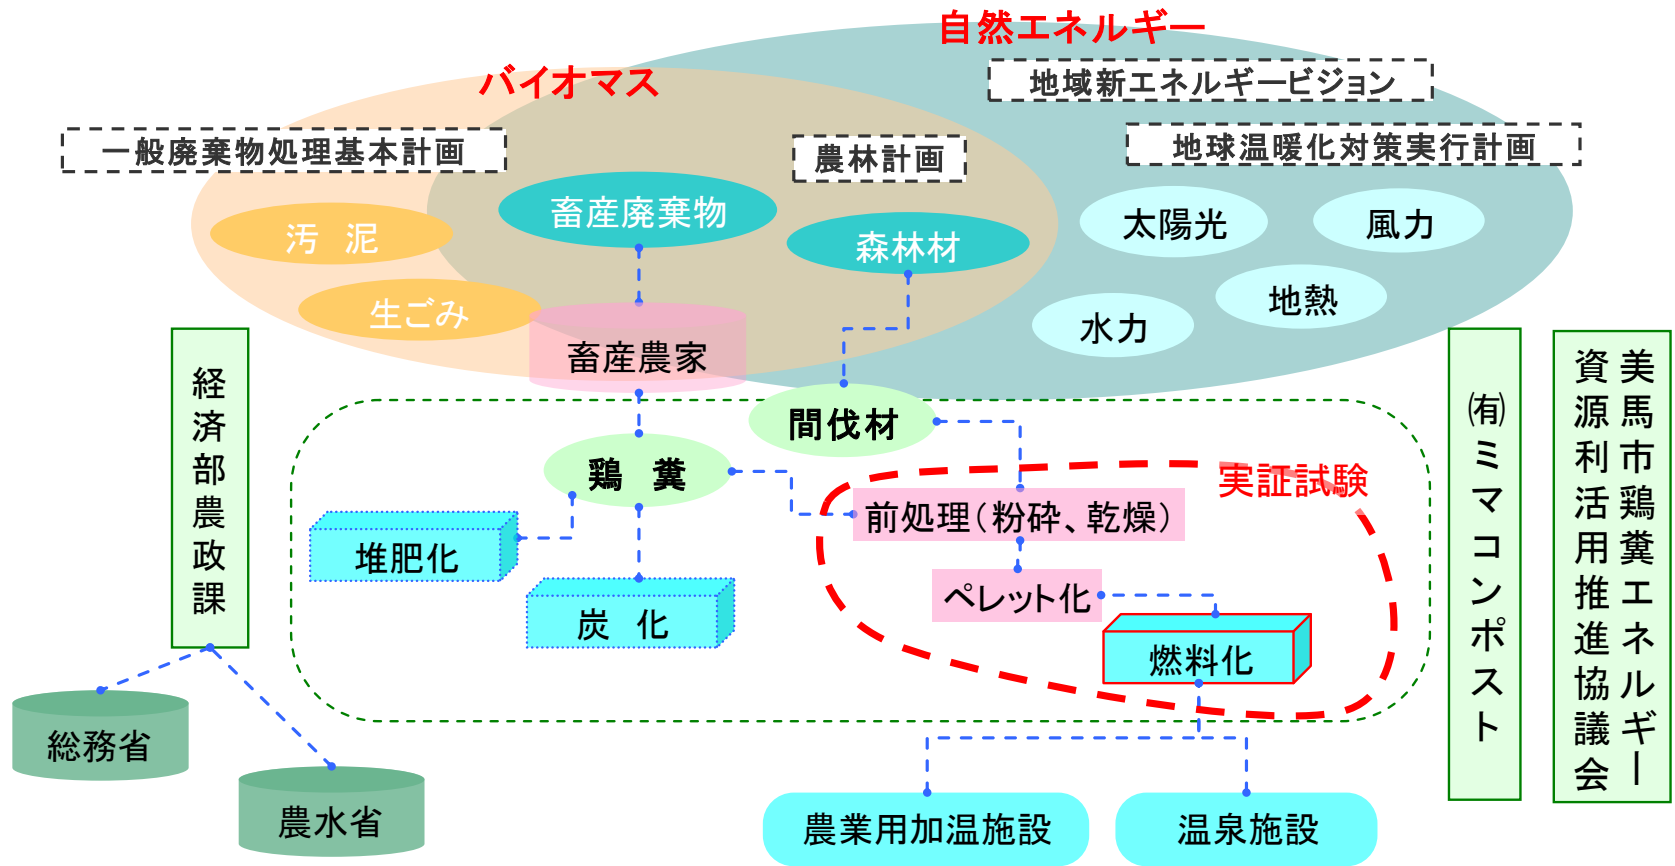 自然エネルギー
バイオマス
地域新エネルギービジョン
一般廃棄物処理基本計画
農林計画
地球温暖化対策実行計画
畜産廃棄物
汚　泥
森林材
太陽光
風力
生ごみ
地熱
水力
畜産農家
経済部農政課
間伐材
鶏　糞
実証試験
前処理（粉砕、乾燥）
堆肥化
ペレット化
炭　化
燃料化
㈲ミマコンポスト
美馬市鶏糞エネルギー
資源利活用推進協議会
総務省
農水省
農業用加温施設
温泉施設